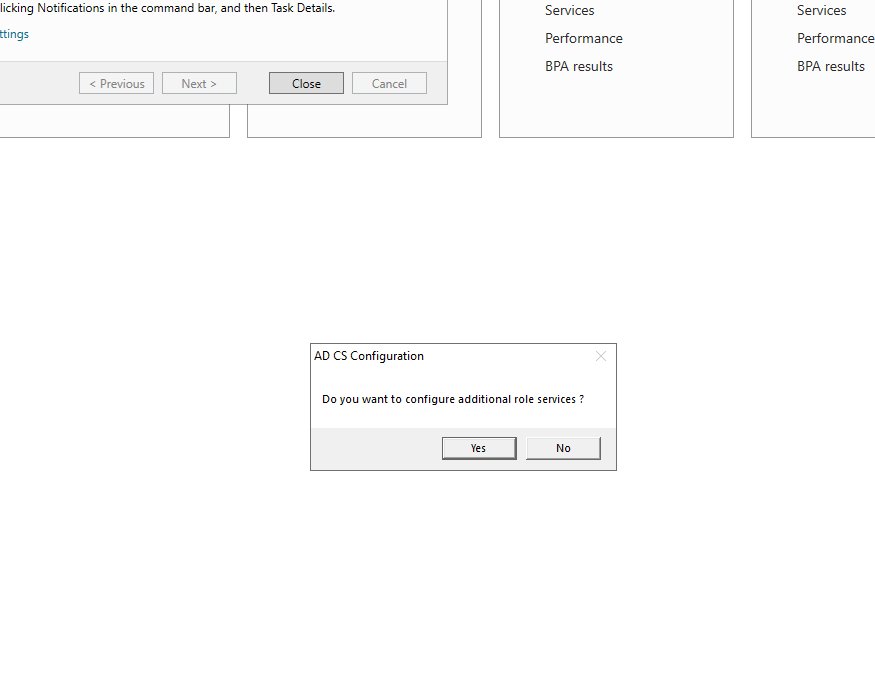 licking Notifications in the command bar, and then Task Details.
ttings
< Previous
Next >
Close
Cancel
Services
Performance
BPA results
Services
Performance
BPA results
AD CS Configuration
Do you want to configure additional role services ?
Yes
No